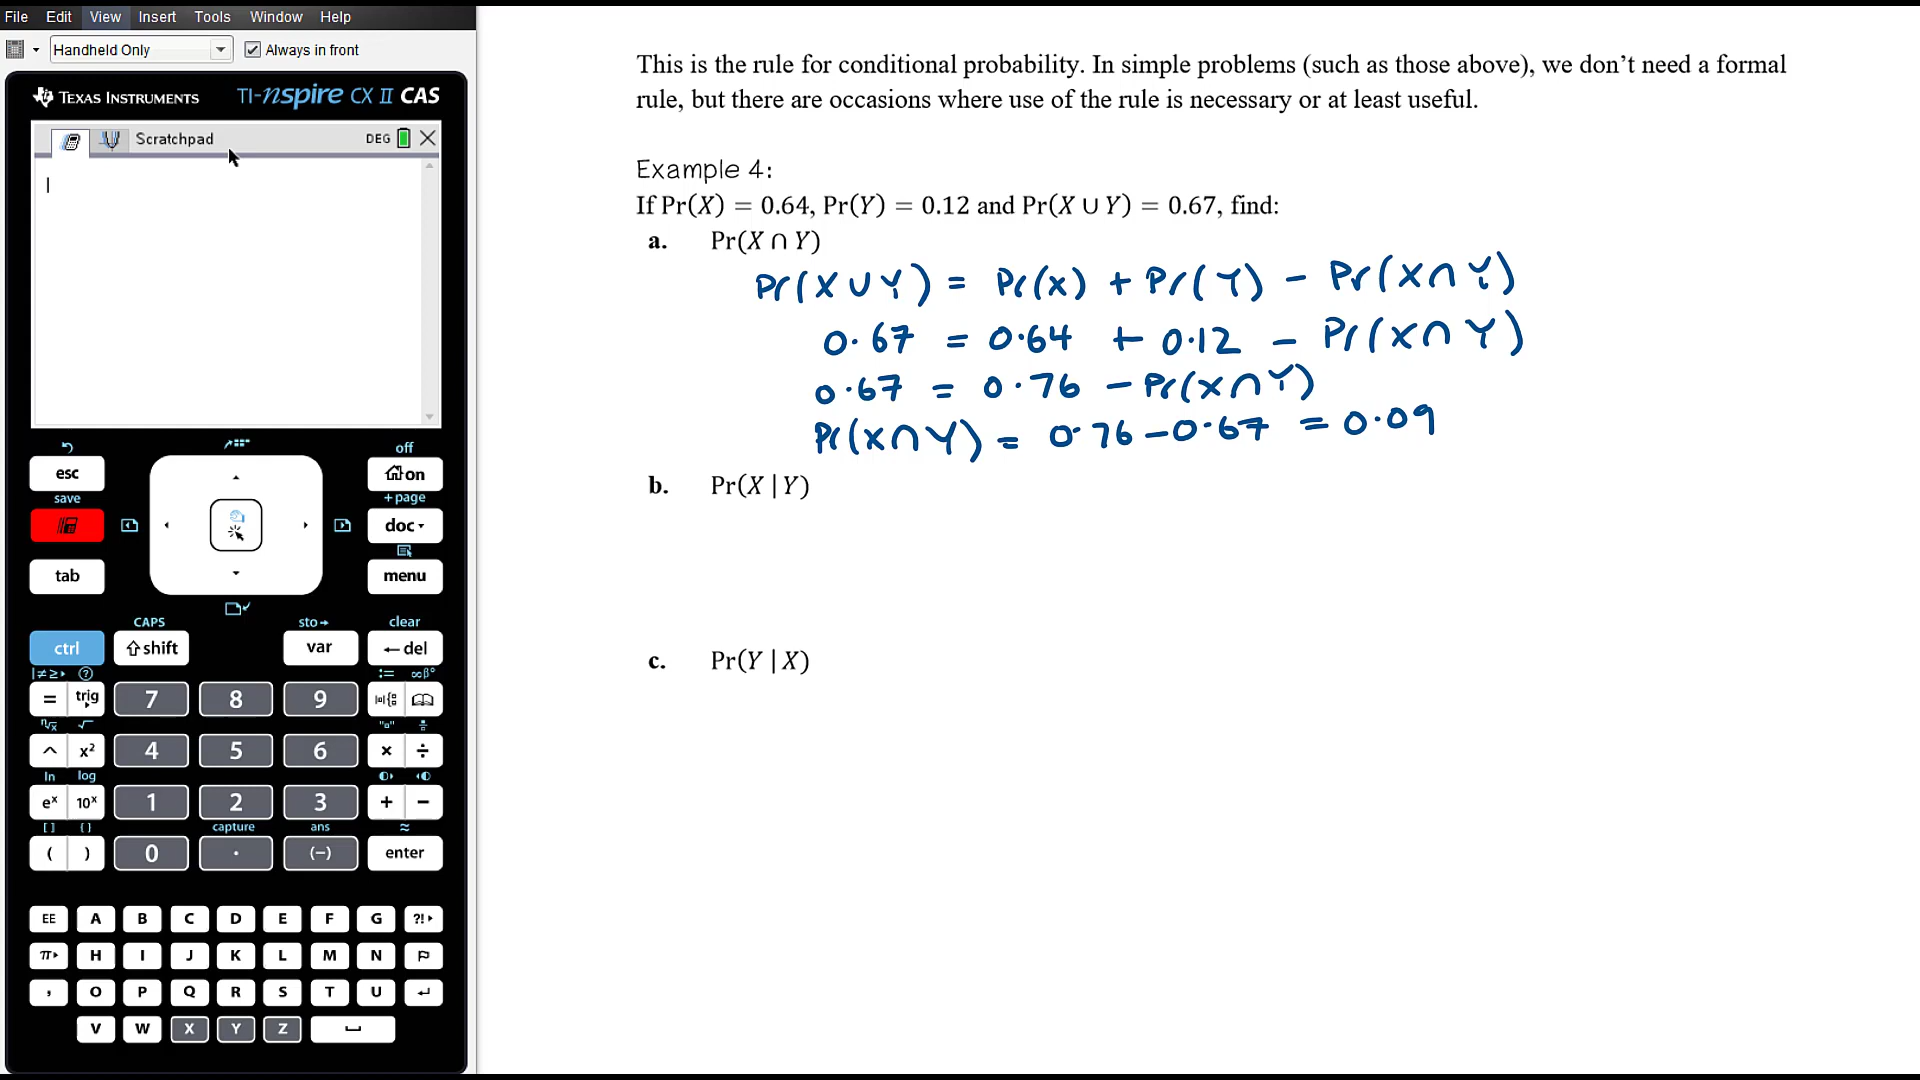 File Edit View Insert Tools Window Help
Handheld Only Always in front
TEXAS INSTRUMENTS TI-nspire CX II CAS
Scratchpad DEG
off
esc on
save + page
doc
tab menu
CAPS sto→ clear
ctrl ⇧shift var ←del
|≠≥▸ ? := ∞β°
= trig 7 8 9
ⁿ√x √
^ x² 4 5 6 × ÷
ln log
eˣ 10ˣ 1 2 3 + −
[ ] { } capture ans ≈
( ) 0 . (−) enter
EE A B C D E F G ?!▸
π▸ H I J K L M N
, O P Q R S T U ↵
V W X Y Z
This is the rule for conditional probability. In simple problems (such as those above), we don’t need a formal
rule, but there are occasions where use of the rule is necessary or at least useful.
Example 4:
If Pr(X) = 0.64, Pr(Y) = 0.12 and Pr(X ∪ Y) = 0.67, find:
a. Pr(X ∩ Y)
Pr(X ∪ Y) = Pr(X) + Pr(Y) − Pr(X ∩ Y)
0.67 = 0.64 + 0.12 − Pr(X ∩ Y)
0.67 = 0.76 − Pr(X ∩ Y)
Pr(X ∩ Y) = 0.76 − 0.67 = 0.09
b. Pr(X | Y)
c. Pr(Y | X)